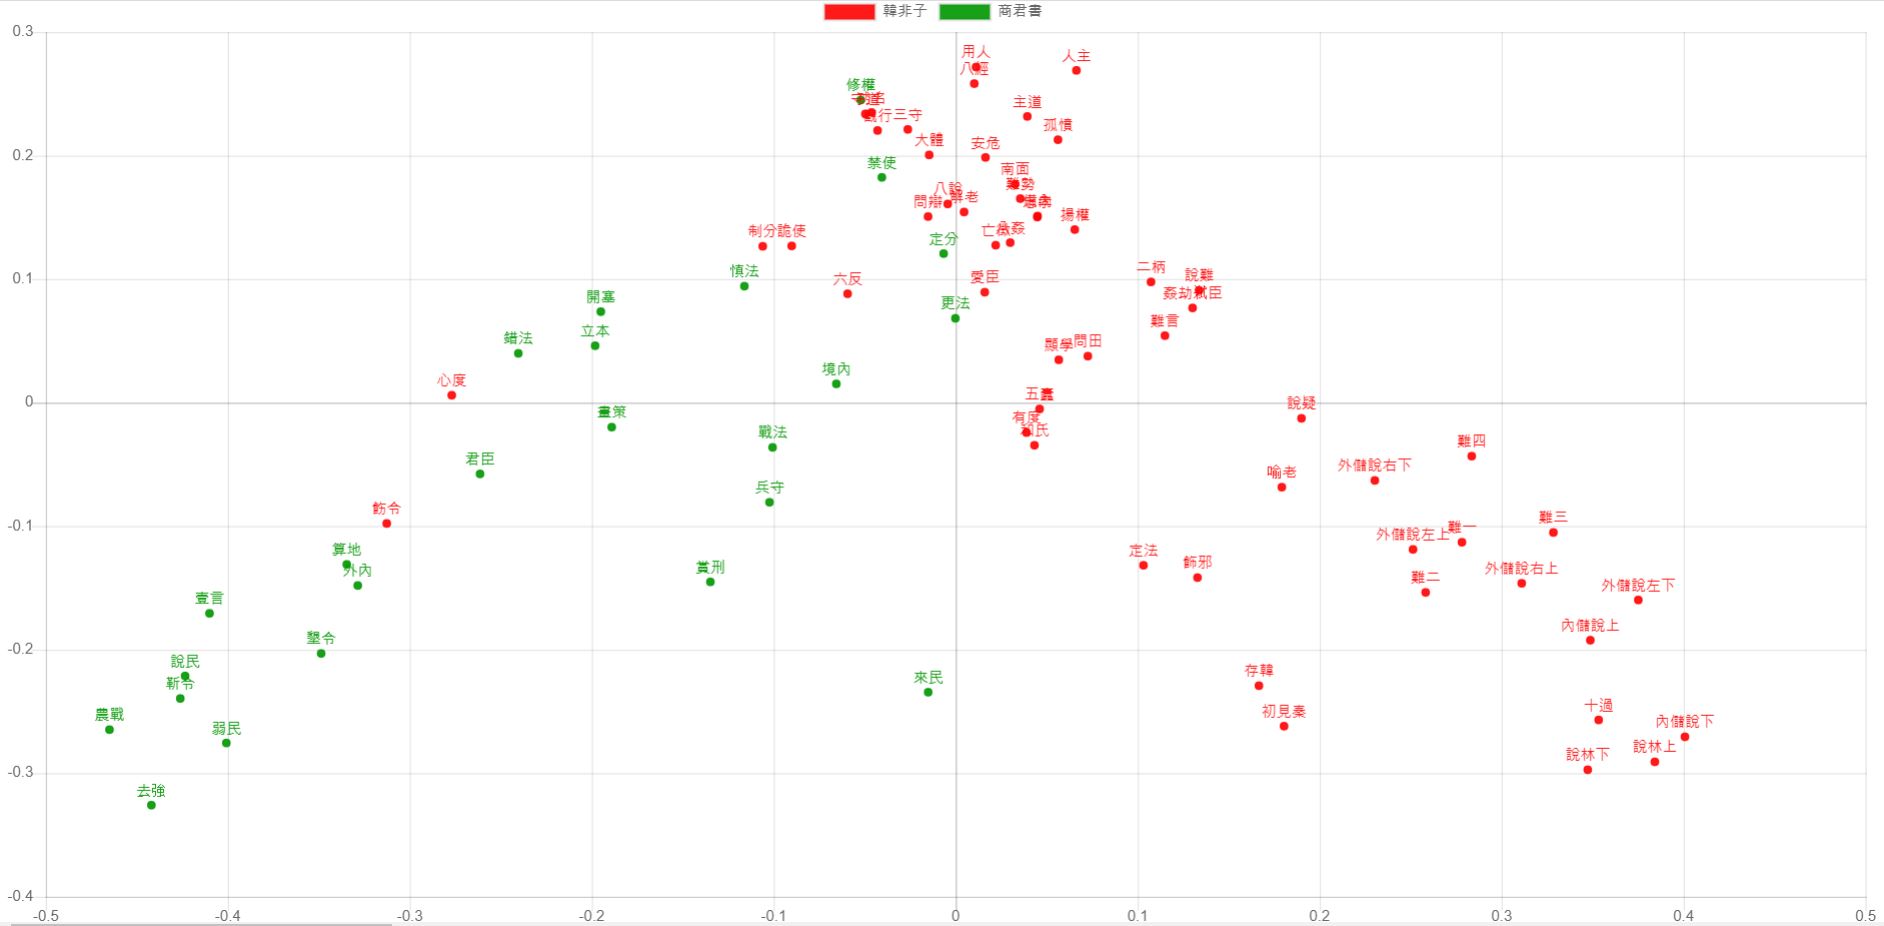 韓非子 商君書
0.3
用人
人主
八經
修權
主道
三守
孤憤
大體
安危
0.2
禁使
南面
難勢
八說
解老
問辯
揚權
制分 詭使
定分
亡徵
八姦
0.1
慎法
六反
愛臣
二柄
說難
姦劫弒臣
開塞
更法
難言
立本
錯法
顯學 問田
境內
心度
五蠹
0
說疑
畫策
有度
和氏
戰法
難四
君臣
外儲說右下
喻老
兵守
飭令
-0.1
難三
難一
外儲說左上
算地
定法
外內
賞刑
飾邪
外儲說右上
難二
外儲說左下
壹言
內儲說上
墾令
-0.2
說民
存韓
靳令
來民
農戰
初見秦
十過
弱民
內儲說下
說林上
說林下
-0.3
去強
-0.4
-0.5 -0.4 -0.3 -0.2 -0.1 0 0.1 0.2 0.3 0.4 0.5